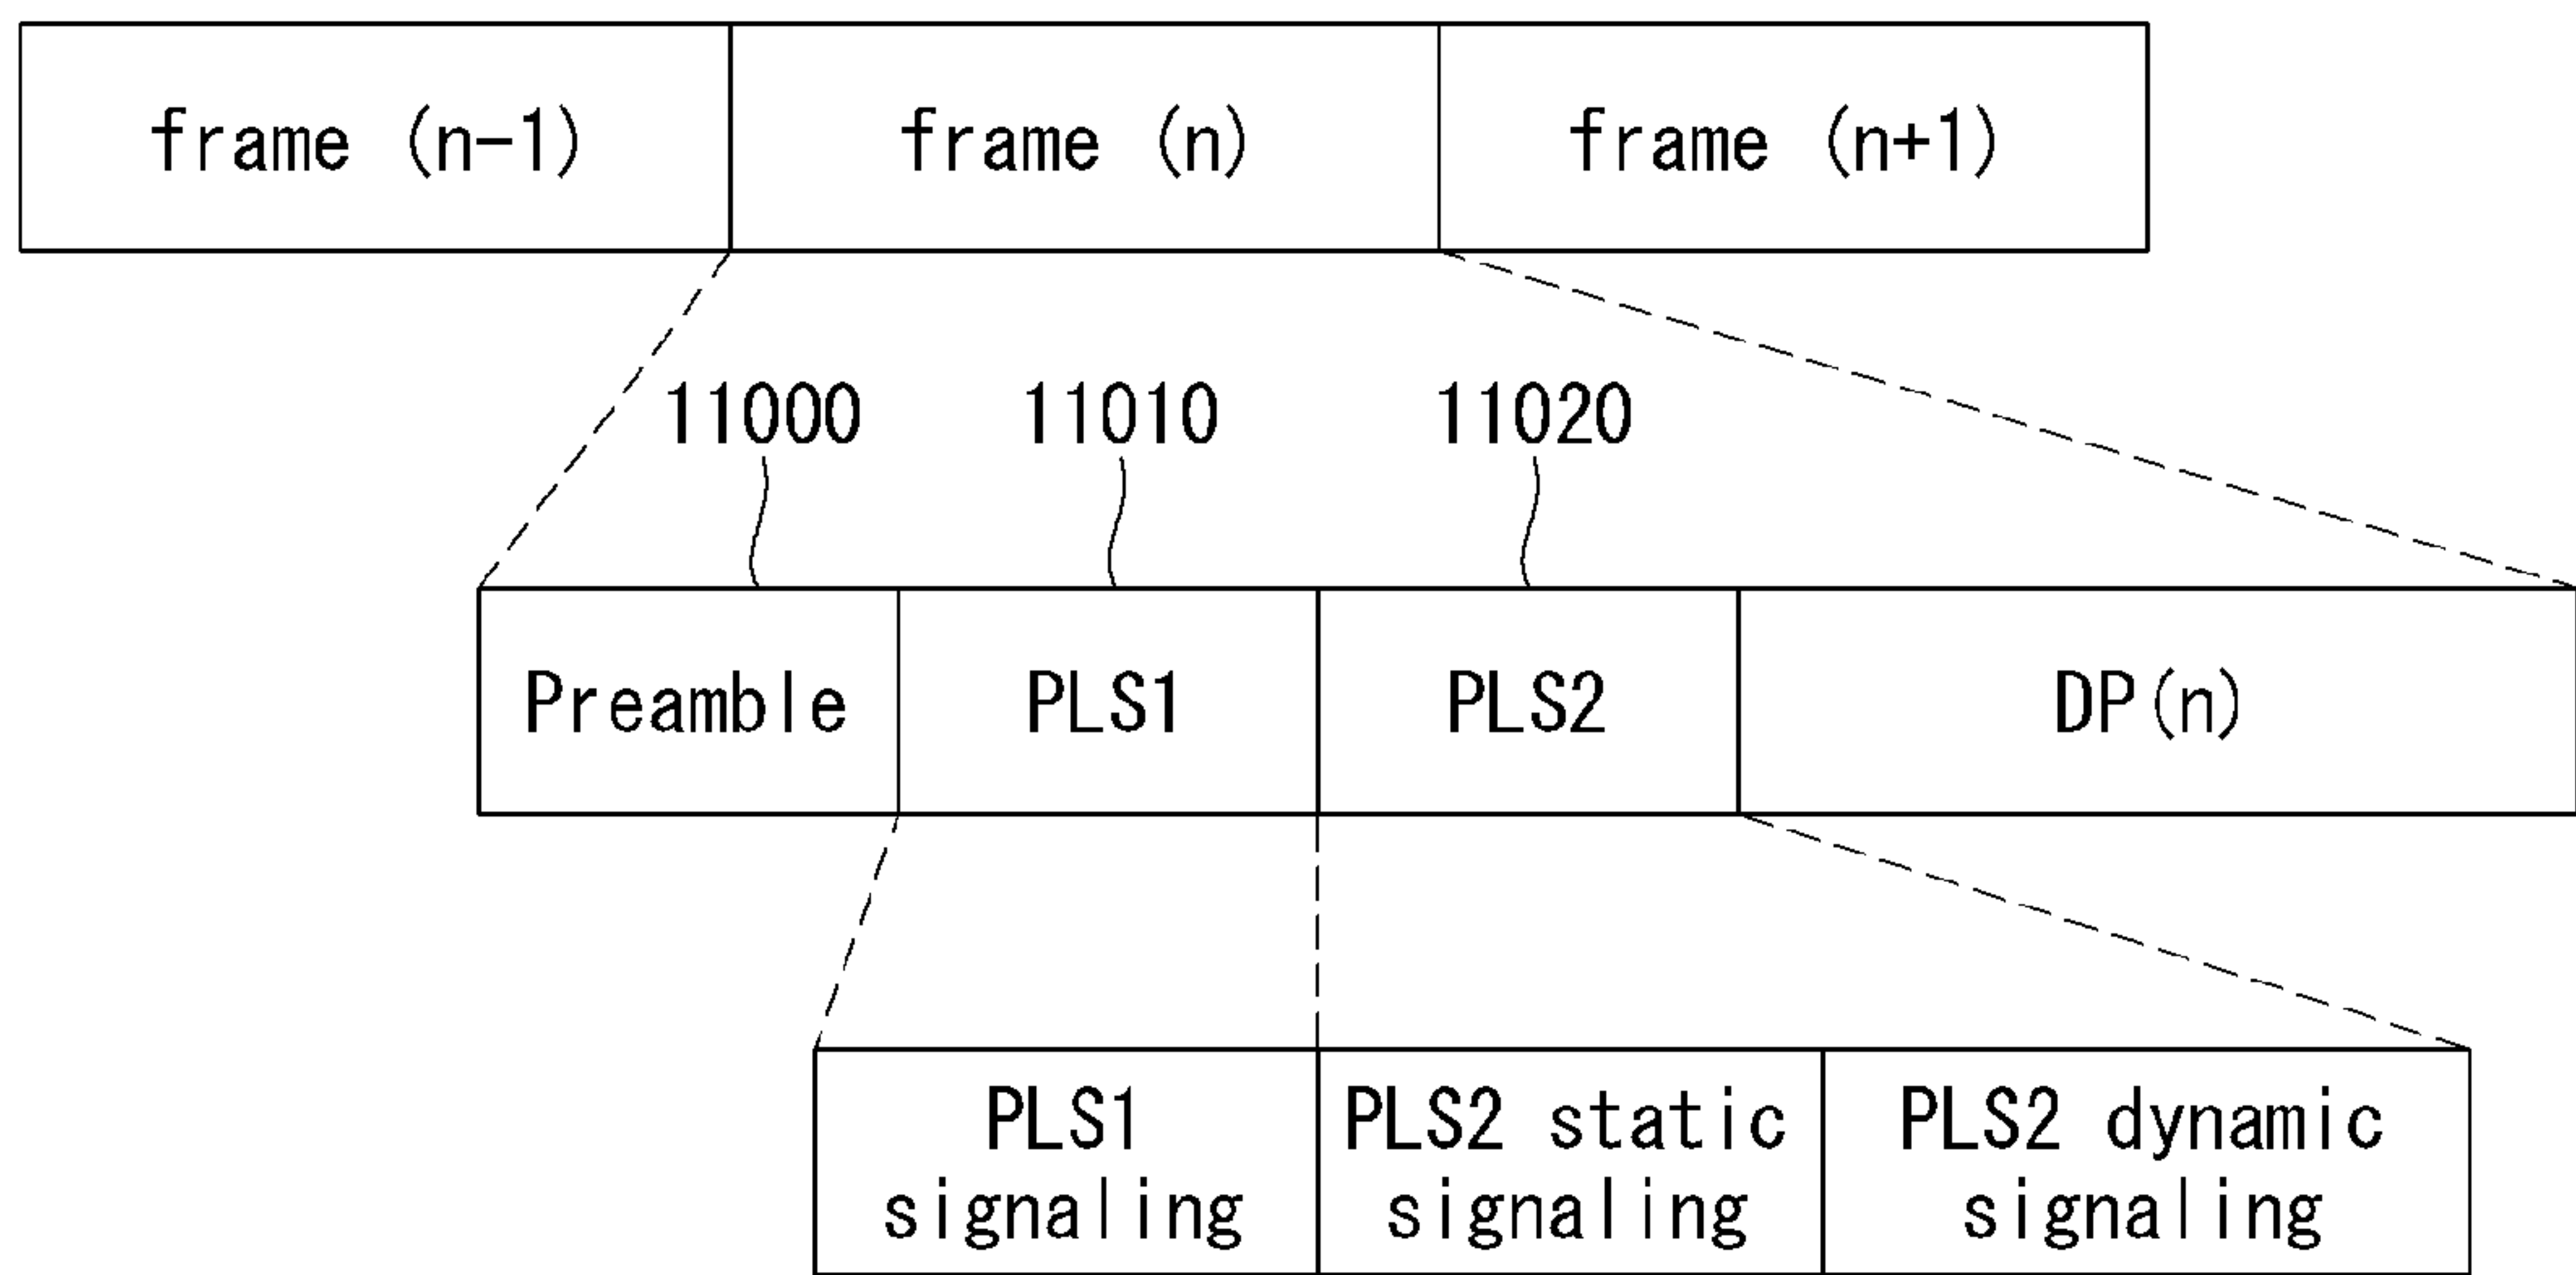 frame (n-1)
frame (n)
frame (n+1)
11000
11010
11020
Preamble
PLS1
PLS2
DP(n)
PLS1
signaling
PLS2 static
signaling
PLS2 dynamic
signaling